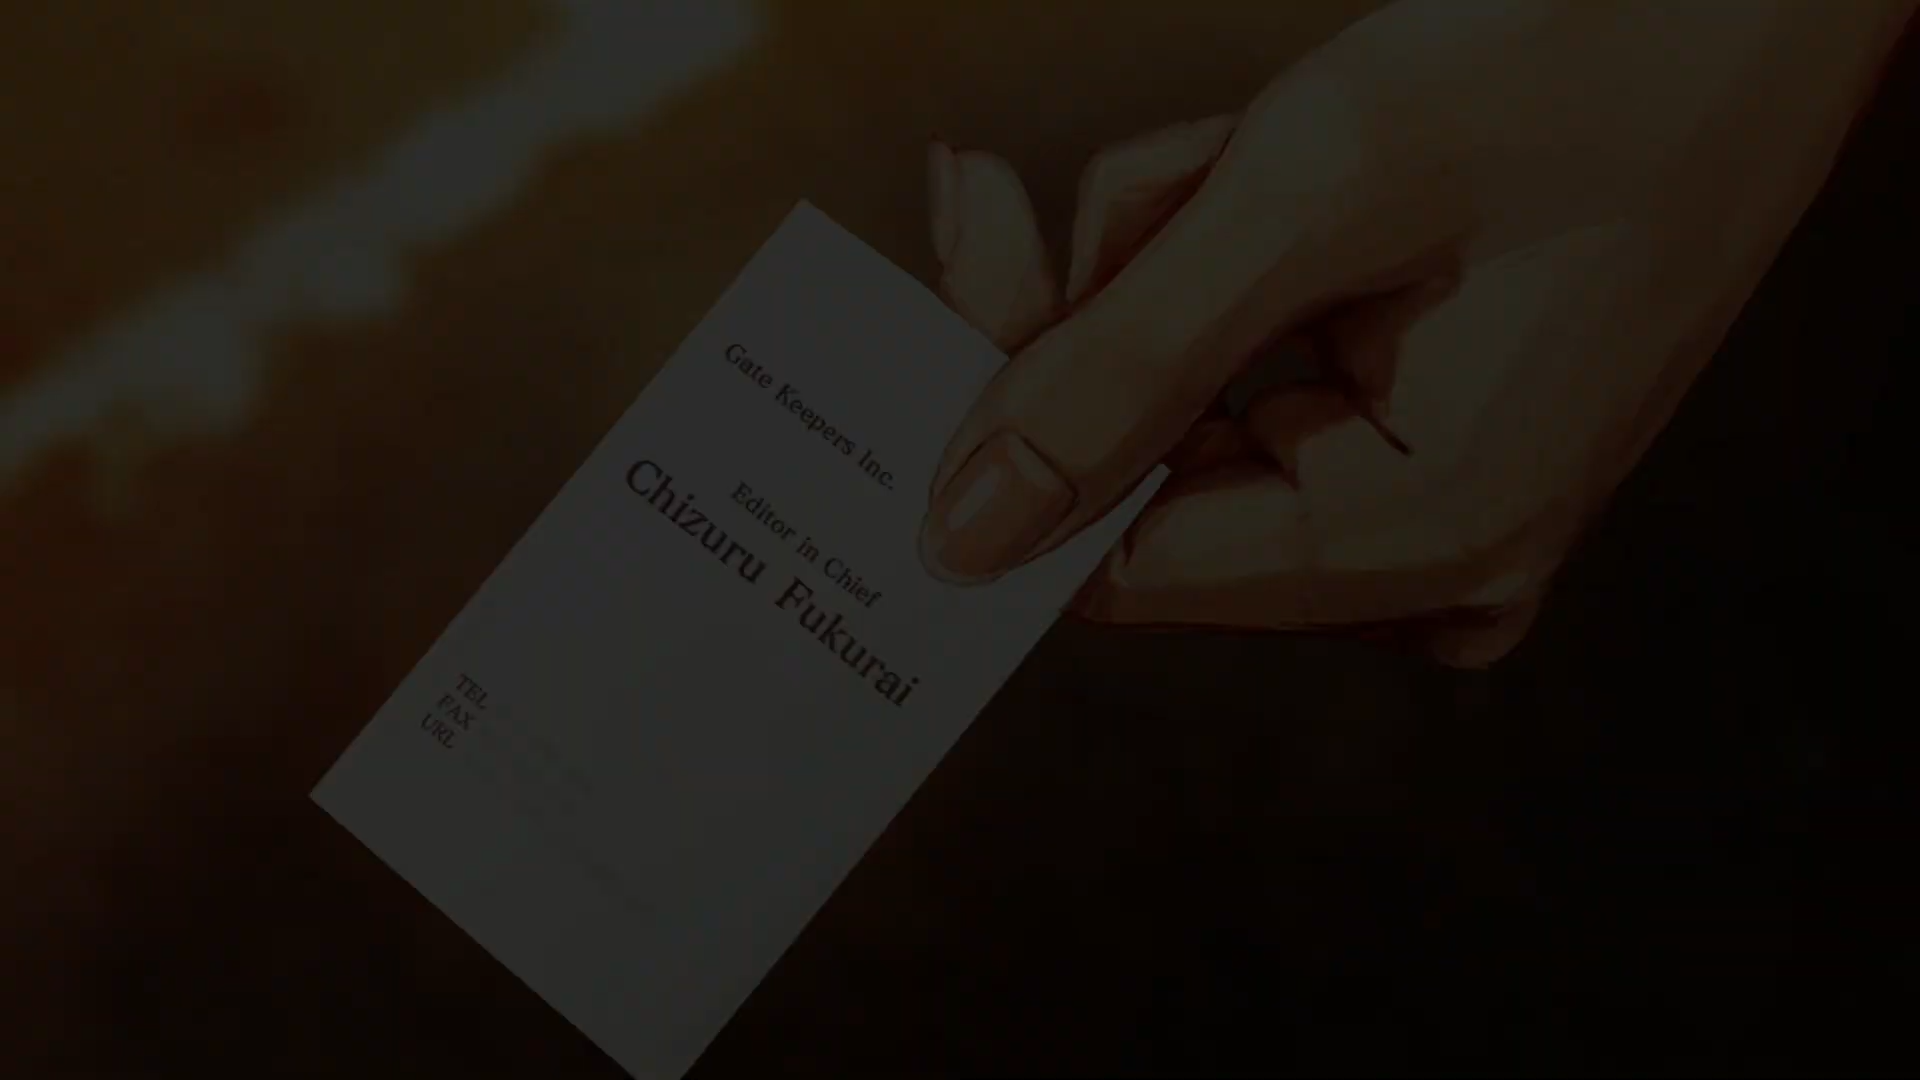 Gate Keepers Inc.
Editor in Chief
Chizuru Fukurai
TEL
FAX
URL